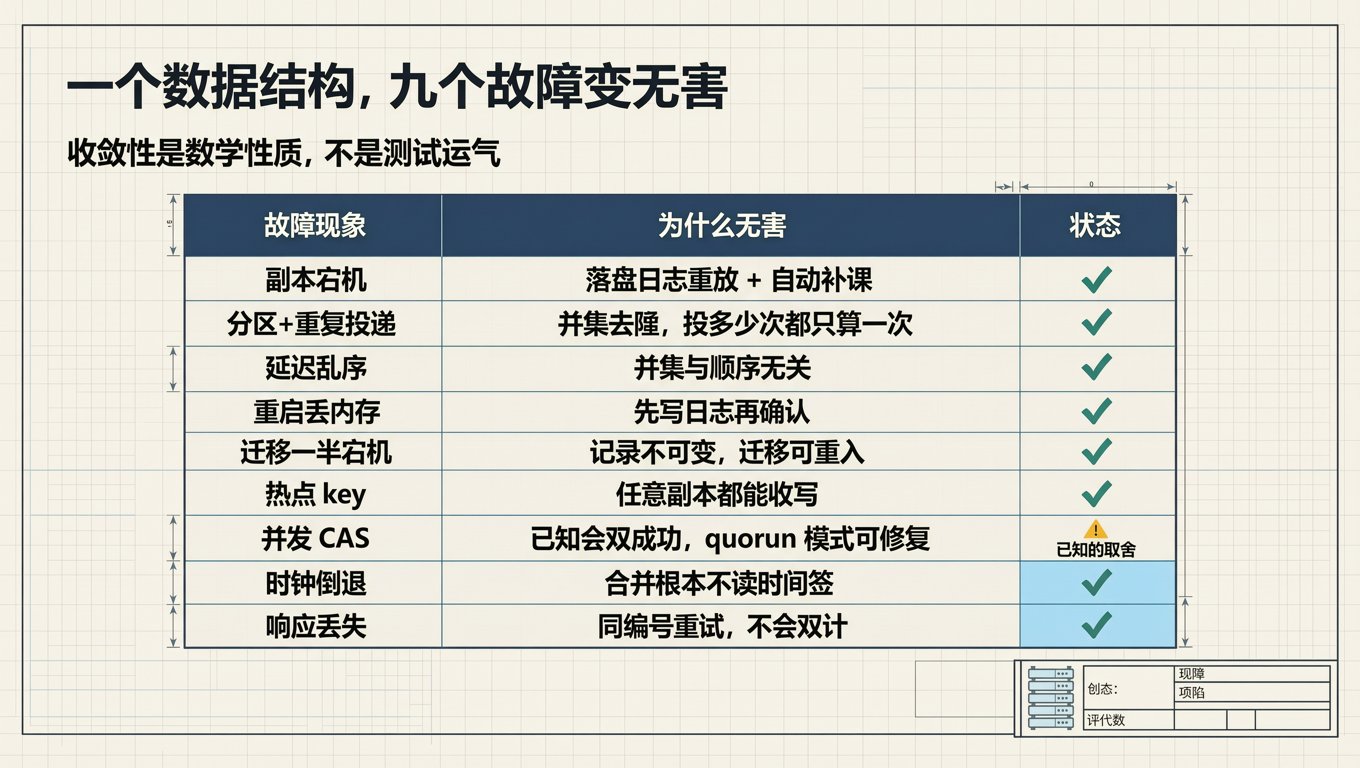 一个数据结构, 九个故障变无害
收敛性是数学性质, 不是测试运气
故障现象 为什么无害 状态
副本宕机 落盘日志重放 + 自动补课
分区+重复投递 并集去隆，投多少次都只算一次
延迟乱序 并集与顺序无关
重启丢内存 先写日志再确认
迁移一半宕机 记录不可变，迁移可重入
热点 key 任意副本都能收写
并发 CAS 已知会双成功，quorun 模式可修复 已知的取舍
时钟倒退 合并根本不读时间签
响应丢失 同编号重试，不会双计
创态： 现障
项陷
评代数